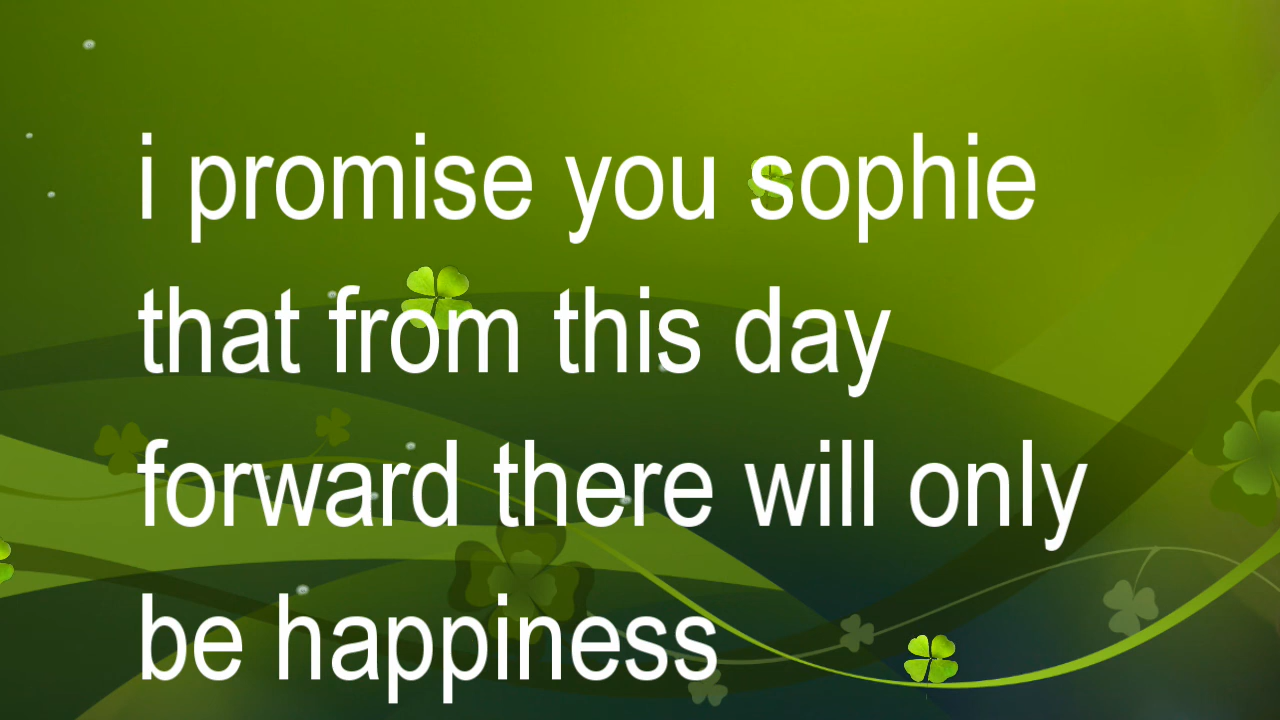 i promise you sophie
that from this day
forward there will only
be happiness